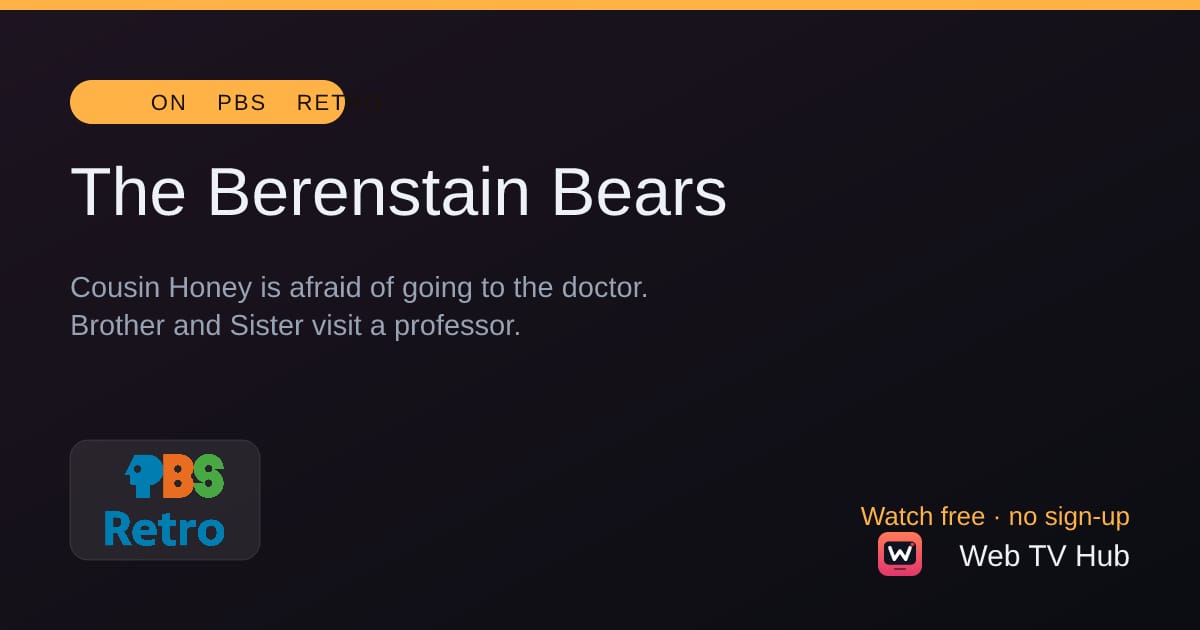 ON PBS RETRO
The Berenstain Bears
Cousin Honey is afraid of going to the doctor.
Brother and Sister visit a professor.
PBS
Retro
Watch free · no sign-up
W Web TV Hub